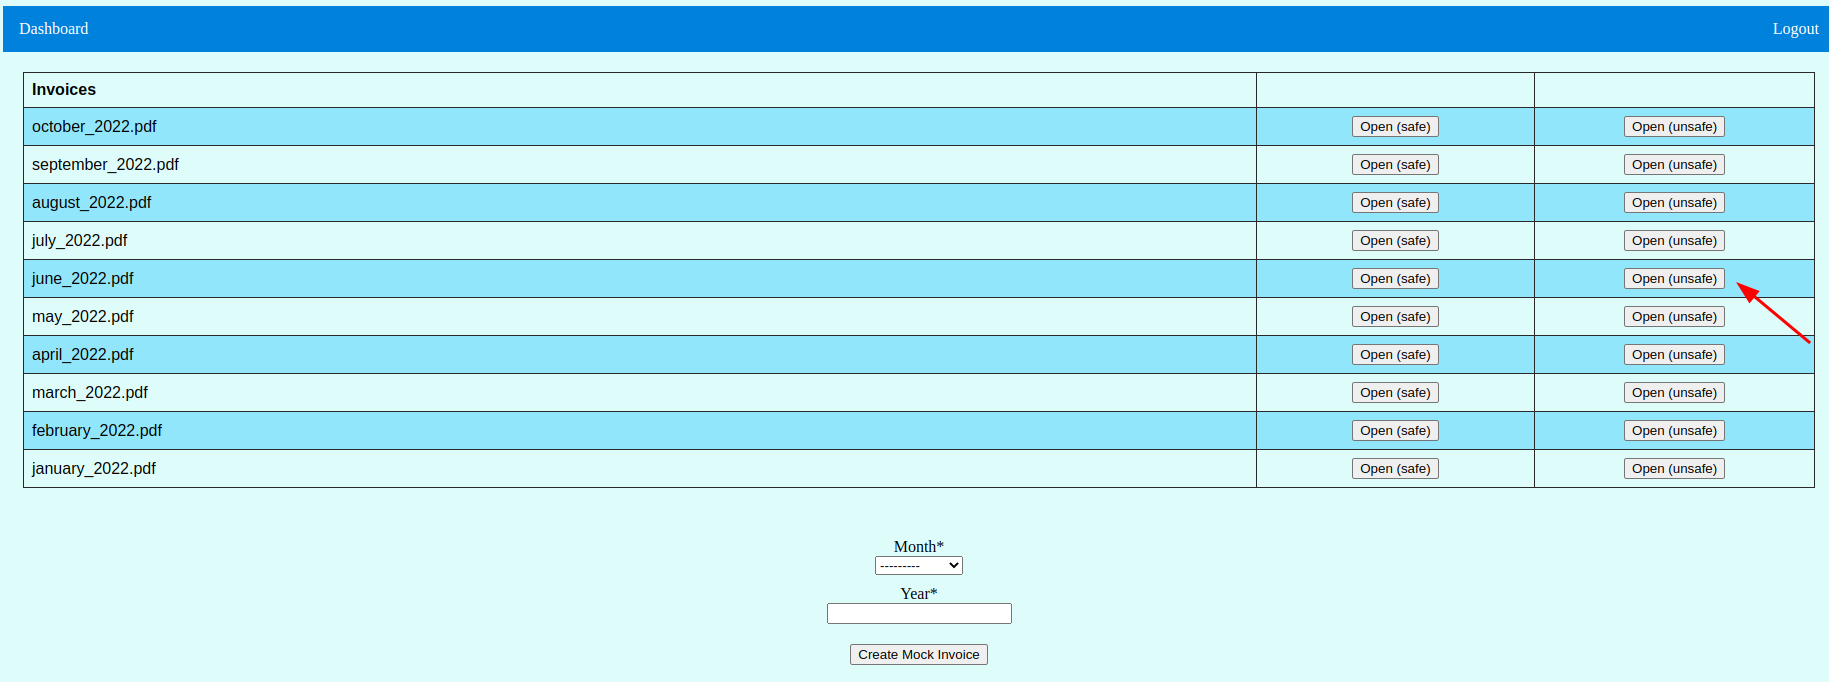 Dashboard Logout
Invoices
october_2022.pdf Open (safe) Open (unsafe)
september_2022.pdf Open (safe) Open (unsafe)
august_2022.pdf Open (safe) Open (unsafe)
july_2022.pdf Open (safe) Open (unsafe)
june_2022.pdf Open (safe) Open (unsafe)
may_2022.pdf Open (safe) Open (unsafe)
april_2022.pdf Open (safe) Open (unsafe)
march_2022.pdf Open (safe) Open (unsafe)
february_2022.pdf Open (safe) Open (unsafe)
january_2022.pdf Open (safe) Open (unsafe)
Month*
---------
Year*
Create Mock Invoice